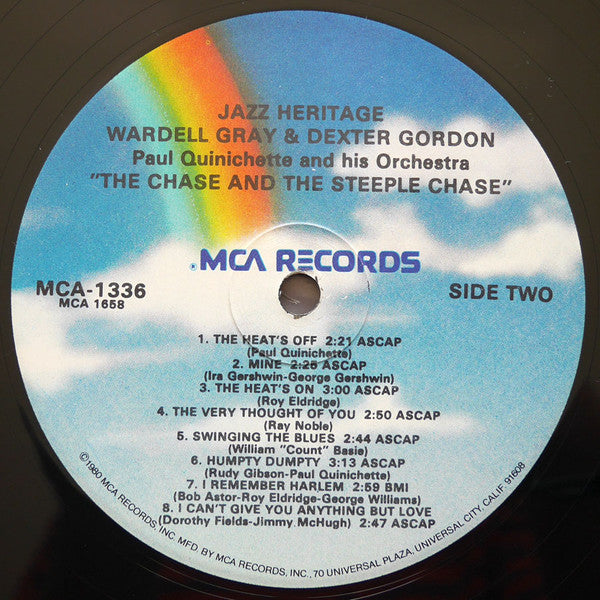 JAZZ HERITAGE
WARDELL GRAY & DEXTER GORDON
Paul Quinichette and his Orchestra
"THE CHASE AND THE STEEPLE CHASE"
.MCA RECORDS
MCA-1336
MCA 1658
SIDE TWO
1. THE HEAT'S OFF 2:21 ASCAP
(Paul Quinichette)
2. MINE 2:25 ASCAP
(Ira Gershwin-George Gershwin)
3. THE HEAT'S ON 3:00 ASCAP
(Roy Eldridge)
4. THE VERY THOUGHT OF YOU 2:50 ASCAP
(Ray Noble)
5. SWINGING THE BLUES 2:44 ASCAP
(William "Count" Basie)
6. HUMPTY DUMPTY 3:13 ASCAP
(Rudy Gibson-Paul Quinichette)
7. I REMEMBER HARLEM 2:59 BMI
(Bob Astor-Roy Eldridge-George Williams)
8. I CAN'T GIVE YOU ANYTHING BUT LOVE
(Dorothy Fields-Jimmy McHugh) 2:47 ASCAP
©1980 MCA RECORDS, INC. MFD. BY MCA RECORDS, INC., 70 UNIVERSAL PLAZA, UNIVERSAL CITY, CALIF. 91608